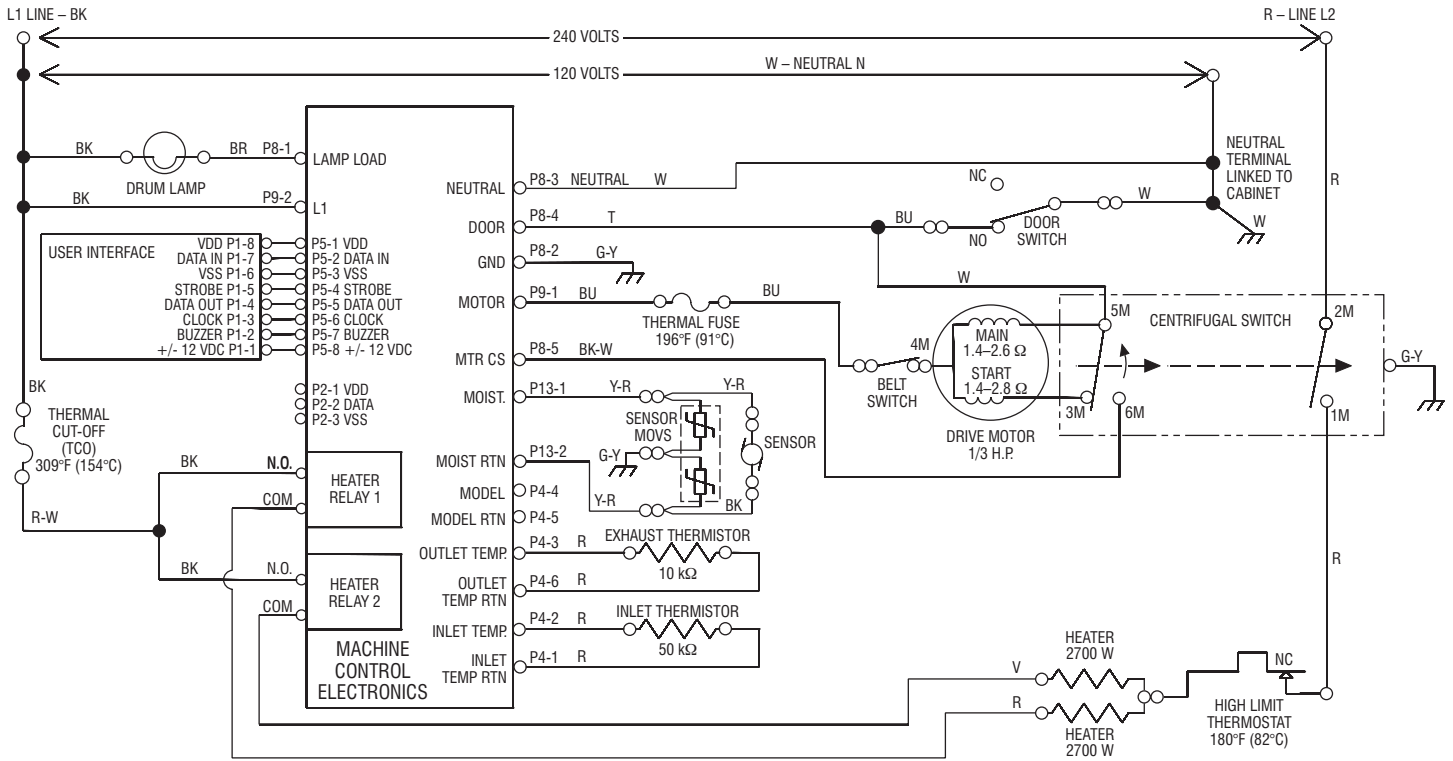 L1 LINE – BK
R – LINE L2
240 VOLTS
W – NEUTRAL N
120 VOLTS
BK
BR
P8-1
LAMP LOAD
DRUM LAMP
BK
P9-2
L1
NEUTRAL
P8-3
NEUTRAL
W
NC
NEUTRAL
TERMINAL
LINKED TO
CABINET
R
DOOR
P8-4
T
BU
NO
DOOR
SWITCH
W
W
USER INTERFACE
VDD P1-8
P5-1 VDD
DATA IN P1-7
P5-2 DATA IN
VSS P1-6
P5-3 VSS
STROBE P1-5
P5-4 STROBE
DATA OUT P1-4
P5-5 DATA OUT
CLOCK P1-3
P5-6 CLOCK
BUZZER P1-2
P5-7 BUZZER
+/- 12 VDC P1-1
P5-8 +/- 12 VDC
GND
P8-2
G-Y
W
MOTOR
P9-1
BU
BU
THERMAL FUSE
196°F (91°C)
5M
CENTRIFUGAL SWITCH
2M
MAIN
1.4–2.6 Ω
START
1.4–2.8 Ω
4M
BELT
SWITCH
3M
6M
1M
G-Y
DRIVE MOTOR
1/3 H.P.
MTR CS
P8-5
BK-W
BK
THERMAL
CUT-OFF
(TCO)
309°F (154°C)
P2-1 VDD
P2-2 DATA
P2-3 VSS
MOIST.
P13-1
Y-R
Y-R
SENSOR
MOVS
SENSOR
G-Y
MOIST RTN
P13-2
Y-R
BK
BK
N.O.
HEATER
RELAY 1
COM
R-W
MODEL
P4-4
MODEL RTN
P4-5
OUTLET TEMP.
P4-3
R
EXHAUST THERMISTOR
10 kΩ
BK
N.O.
HEATER
RELAY 2
COM
OUTLET
TEMP RTN
P4-6
R
INLET TEMP.
P4-2
R
INLET THERMISTOR
50 kΩ
INLET
TEMP RTN
P4-1
R
MACHINE
CONTROL
ELECTRONICS
R
V
HEATER
2700 W
R
HEATER
2700 W
NC
HIGH LIMIT
THERMOSTAT
180°F (82°C)